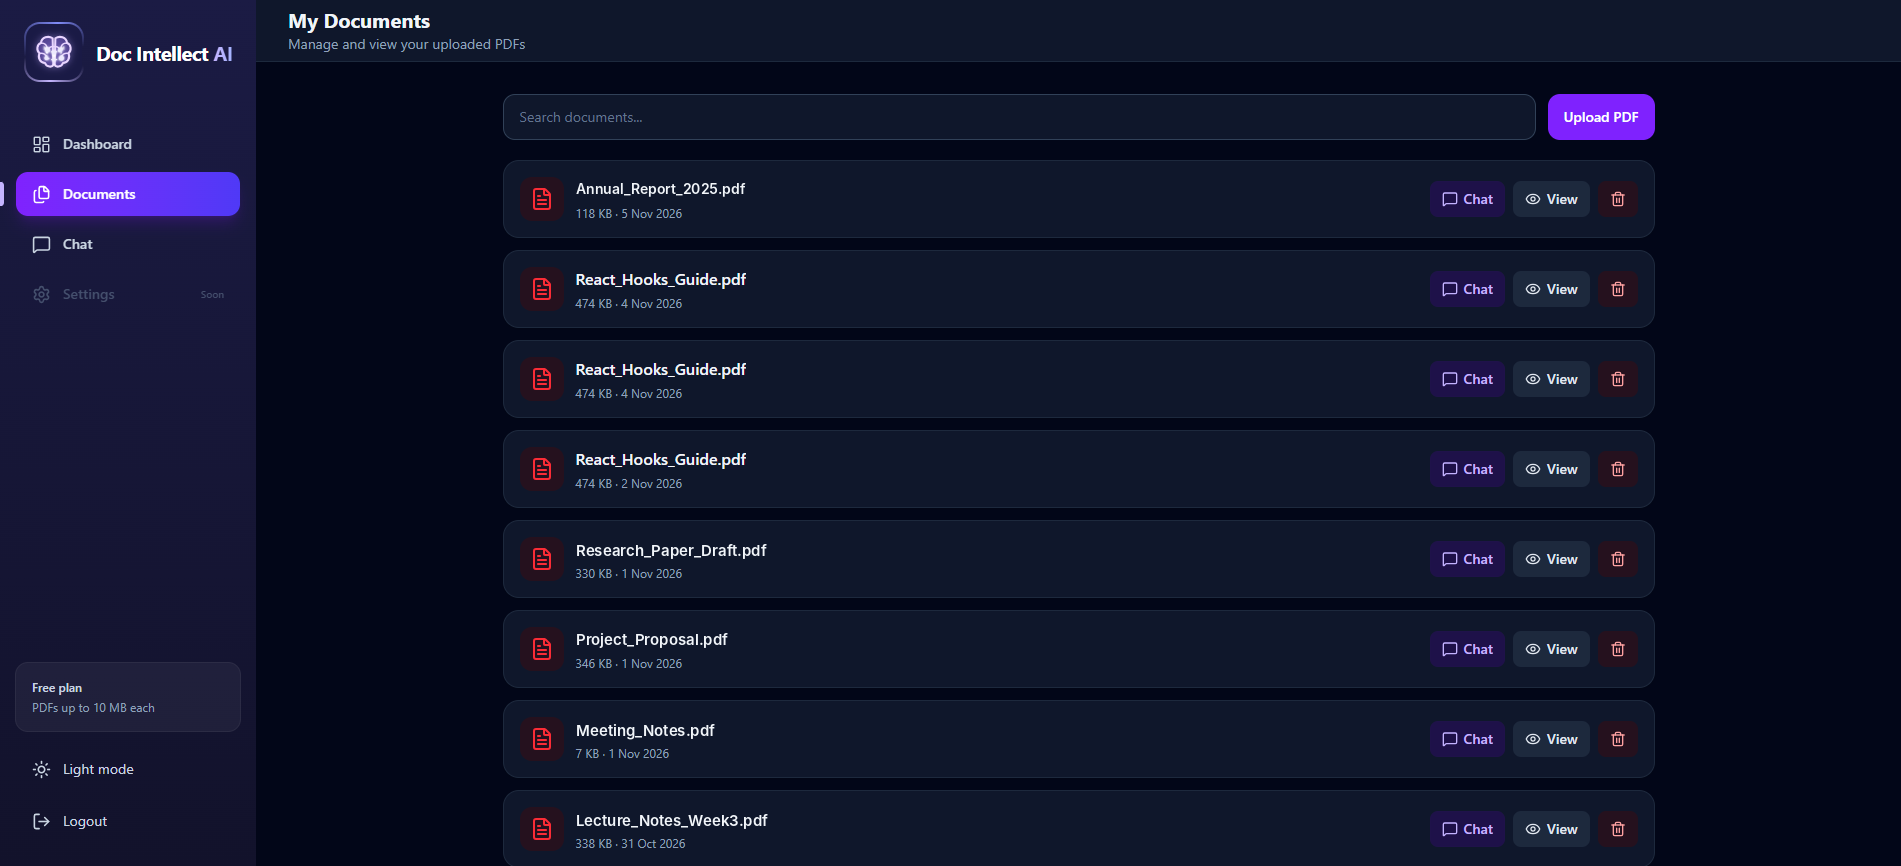 Doc Intellect AI
Dashboard
Documents
Chat
Settings
Soon
Free plan
PDFs up to 10 MB each
Light mode
Logout
My Documents
Manage and view your uploaded PDFs
Search documents...
Upload PDF
Annual_Report_2025.pdf
118 KB · 5 Nov 2026
Chat
View
React_Hooks_Guide.pdf
474 KB · 4 Nov 2026
Chat
View
React_Hooks_Guide.pdf
474 KB · 4 Nov 2026
Chat
View
React_Hooks_Guide.pdf
474 KB · 2 Nov 2026
Chat
View
Research_Paper_Draft.pdf
330 KB · 1 Nov 2026
Chat
View
Project_Proposal.pdf
346 KB · 1 Nov 2026
Chat
View
Meeting_Notes.pdf
7 KB · 1 Nov 2026
Chat
View
Lecture_Notes_Week3.pdf
338 KB · 31 Oct 2026
Chat
View